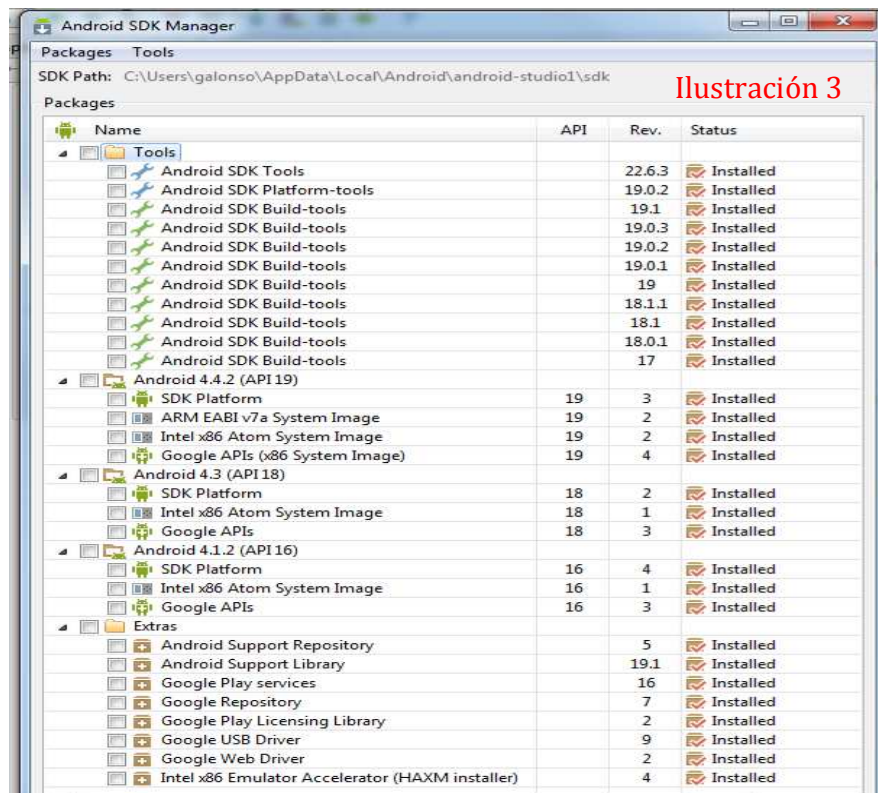 Android SDK Manager
Packages Tools
SDK Path: C:\Users\galonso\AppData\Local\Android\android-studio1\sdk
Ilustración 3
Packages
Name API Rev. Status
Tools
Android SDK Tools 22.6.3 Installed
Android SDK Platform-tools 19.0.2 Installed
Android SDK Build-tools 19.1 Installed
Android SDK Build-tools 19.0.3 Installed
Android SDK Build-tools 19.0.2 Installed
Android SDK Build-tools 19.0.1 Installed
Android SDK Build-tools 19 Installed
Android SDK Build-tools 18.1.1 Installed
Android SDK Build-tools 18.1 Installed
Android SDK Build-tools 18.0.1 Installed
Android SDK Build-tools 17 Installed
Android 4.4.2 (API 19)
SDK Platform 19 3 Installed
ARM EABI v7a System Image 19 2 Installed
Intel x86 Atom System Image 19 2 Installed
Google APIs (x86 System Image) 19 4 Installed
Android 4.3 (API 18)
SDK Platform 18 2 Installed
Intel x86 Atom System Image 18 1 Installed
Google APIs 18 3 Installed
Android 4.1.2 (API 16)
SDK Platform 16 4 Installed
Intel x86 Atom System Image 16 1 Installed
Google APIs 16 3 Installed
Extras
Android Support Repository 5 Installed
Android Support Library 19.1 Installed
Google Play services 16 Installed
Google Repository 7 Installed
Google Play Licensing Library 2 Installed
Google USB Driver 9 Installed
Google Web Driver 2 Installed
Intel x86 Emulator Accelerator (HAXM installer) 4 Installed